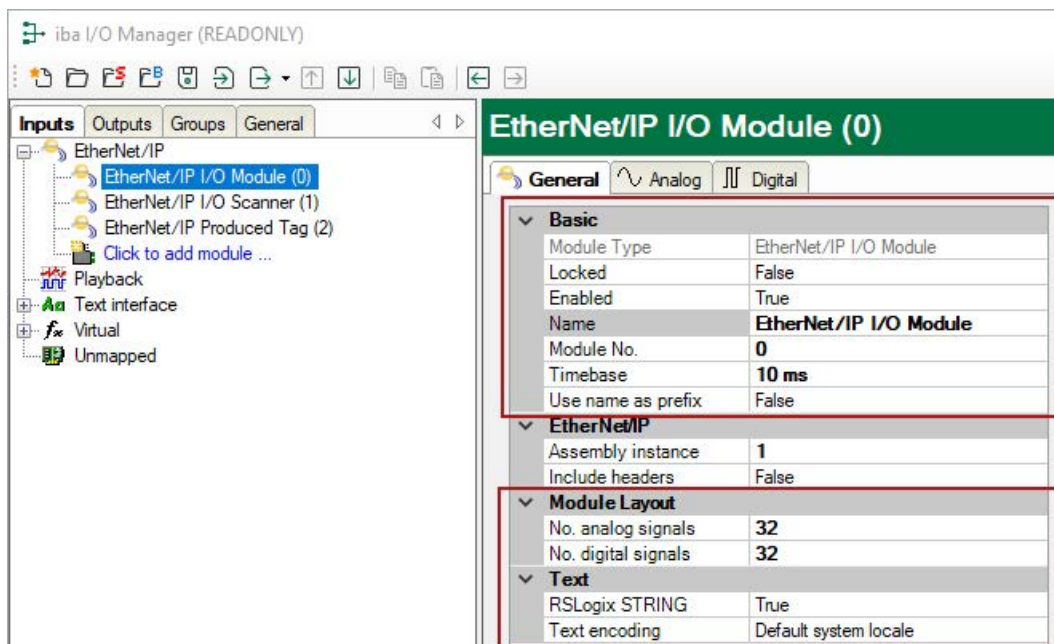 iba I/O Manager (READONLY)
Inputs Outputs Groups General
EtherNet/IP
EtherNet/IP I/O Module (0)
EtherNet/IP I/O Scanner (1)
EtherNet/IP Produced Tag (2)
Click to add module ...
Playback
Text interface
Virtual
Unmapped
EtherNet/IP I/O Module (0)
General Analog Digital
Basic
Module Type EtherNet/IP I/O Module
Locked False
Enabled True
Name EtherNet/IP I/O Module
Module No. 0
Timebase 10 ms
Use name as prefix False
EtherNet/IP
Assembly instance 1
Include headers False
Module Layout
No. analog signals 32
No. digital signals 32
Text
RSLogix STRING True
Text encoding Default system locale